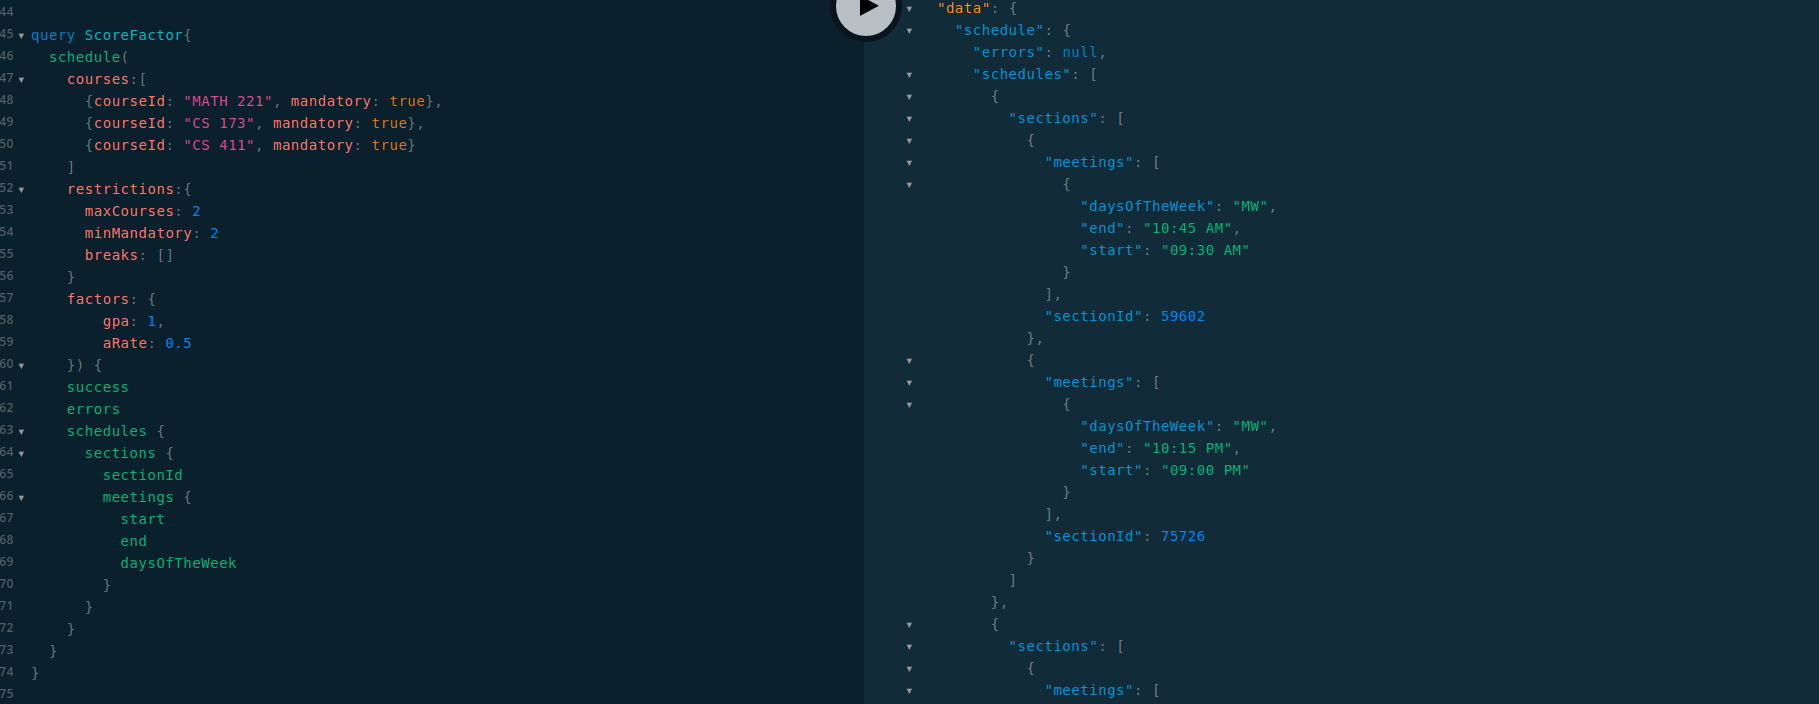 44
45 query ScoreFactor{
46   schedule(
47     courses:[
48       {courseId: "MATH 221", mandatory: true},
49       {courseId: "CS 173", mandatory: true},
50       {courseId: "CS 411", mandatory: true}
51     ]
52     restrictions:{
53       maxCourses: 2
54       minMandatory: 2
55       breaks: []
56     }
57     factors: {
58         gpa: 1,
59         aRate: 0.5
60     }) {
61     success
62     errors
63     schedules {
64       sections {
65         sectionId
66         meetings {
67           start
68           end
69           daysOfTheWeek
70         }
71       }
72     }
73   }
74 }
75
"data": {
  "schedule": {
    "errors": null,
    "schedules": [
      {
        "sections": [
          {
            "meetings": [
              {
                "daysOfTheWeek": "MW",
                "end": "10:45 AM",
                "start": "09:30 AM"
              }
            ],
            "sectionId": 59602
          },
          {
            "meetings": [
              {
                "daysOfTheWeek": "MW",
                "end": "10:15 PM",
                "start": "09:00 PM"
              }
            ],
            "sectionId": 75726
          }
        ]
      },
      {
        "sections": [
          {
            "meetings": [